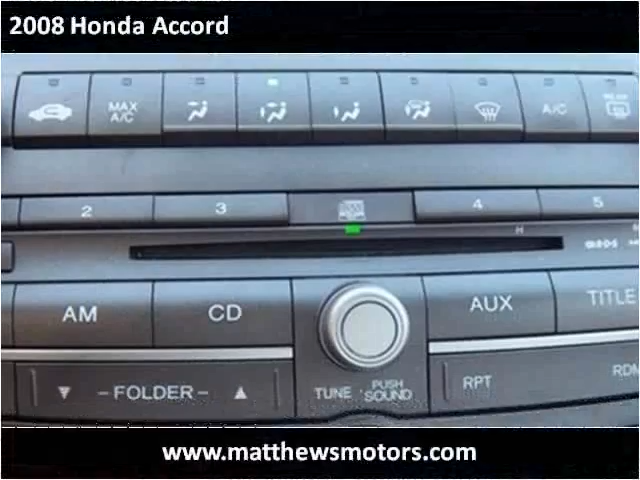 2008 Honda Accord
MAX A/C
A/C
2 3 4 5
AM CD AUX TITLE
- FOLDER - TUNE PUSH SOUND RPT RDM
www.matthewsmotors.com